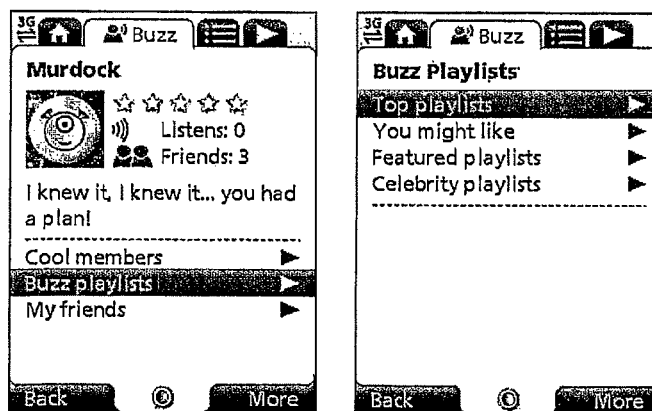 3G
Buzz
Murdock
Listens: 0
Friends: 3
I knew it, I knew it... you had
a plan!
Cool members
Buzz playlists
My friends
Back
More
3G
Buzz
Buzz Playlists
Top playlists
You might like
Featured playlists
Celebrity playlists
Back
More